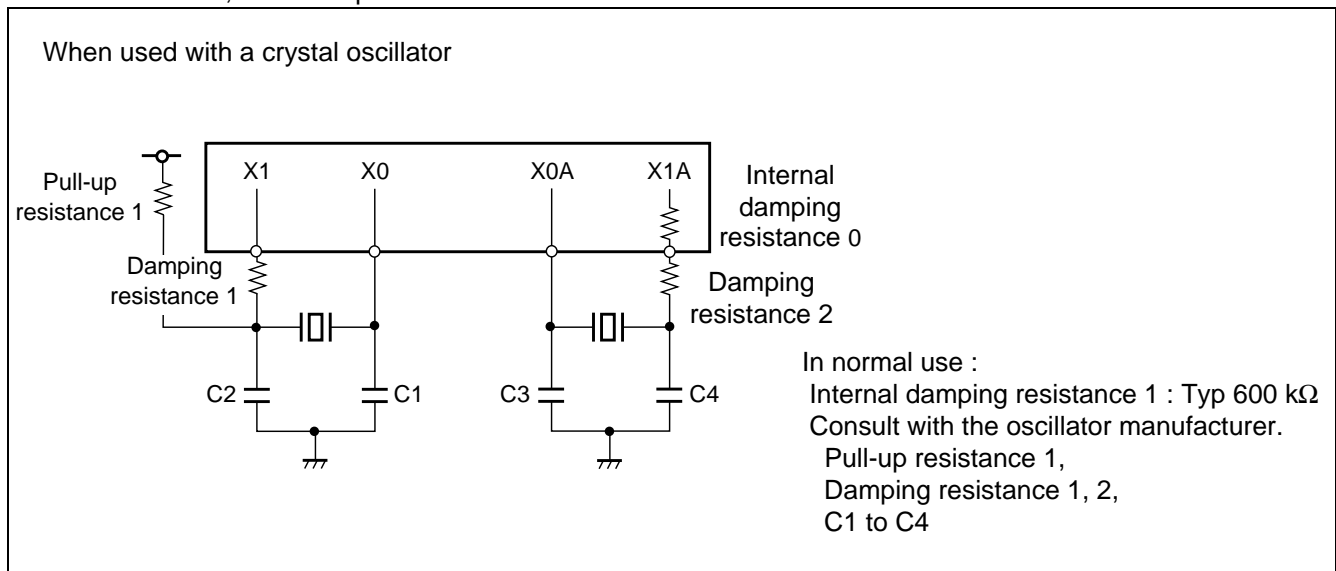 When used with a crystal oscillator
X1 X0 X0A X1A
Pull-up
resistance 1
Internal
damping
resistance 0
Damping
resistance 1
Damping
resistance 2
C2 C1 C3 C4
In normal use :
Internal damping resistance 1 : Typ 600 kΩ
Consult with the oscillator manufacturer.
Pull-up resistance 1,
Damping resistance 1, 2,
C1 to C4